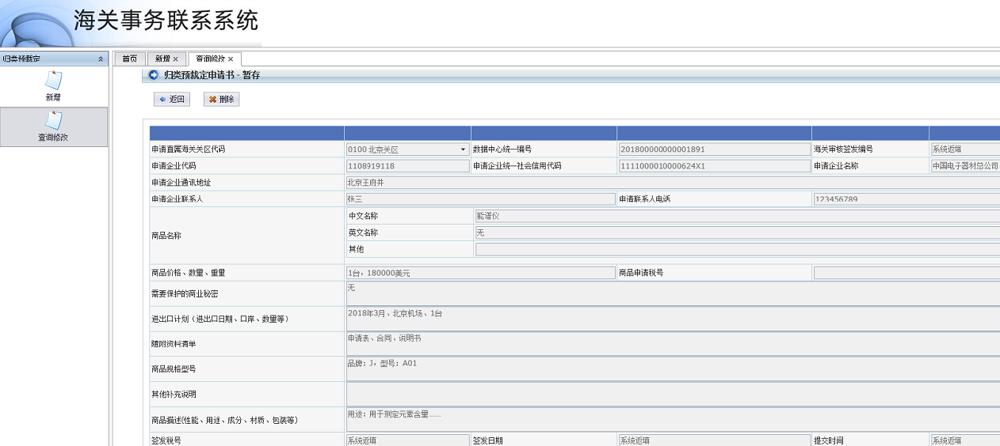 海关事务联系系统
归类预裁定
首页 新增 查询修改
归类预裁定申请书 - 暂存
新增
返回 删除
查询修改
申请直属海关关区代码 0100 北京关区 数据中心统一编号 201800000000001891 海关审核签发编号 系统返填
申请企业代码 1108919118 申请企业统一社会信用代码 1111000010000624X1 申请企业名称 中国电子器材总公司
申请企业通讯地址 北京王府井
申请企业联系人 张三 申请联系人电话 123456789
商品名称
中文名称 能谱仪
英文名称 无
其他
商品价格、数量、重量 1台，180000美元 商品申请税号
需要保护的商业秘密 无
进出口计划（进出口日期、口岸、数量等） 2018年3月、北京机场、1台
随附资料清单 申请表、合同、说明书
商品规格型号 品牌：J，型号：A01
其他补充说明
商品描述(性能、用途、成分、材质、包装等) 用途：用于测定元素含量......
签发税号 系统返填 签发日期 系统返填 提交时间 系统返填